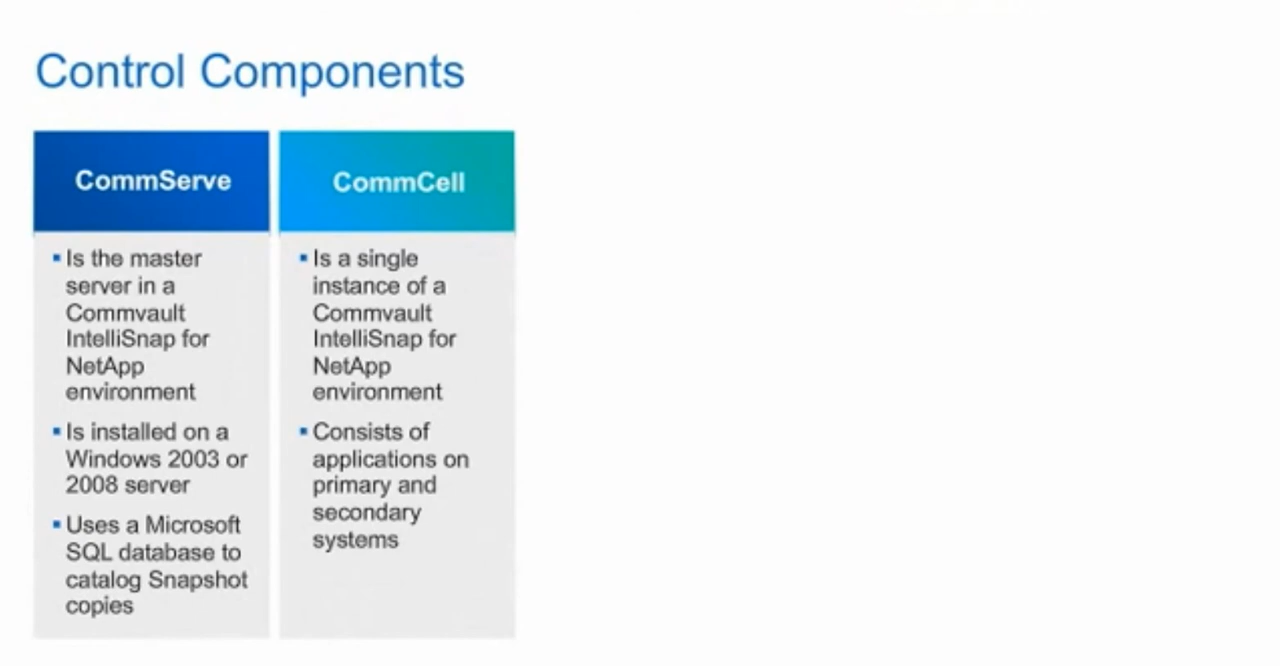 Control Components
CommServe
▪ Is the master
server in a
Commvault
IntelliSnap for
NetApp
environment
▪ Is installed on a
Windows 2003 or
2008 server
▪ Uses a Microsoft
SQL database to
catalog Snapshot
copies
CommCell
▪ Is a single
instance of a
Commvault
IntelliSnap for
NetApp
environment
▪ Consists of
applications on
primary and
secondary
systems